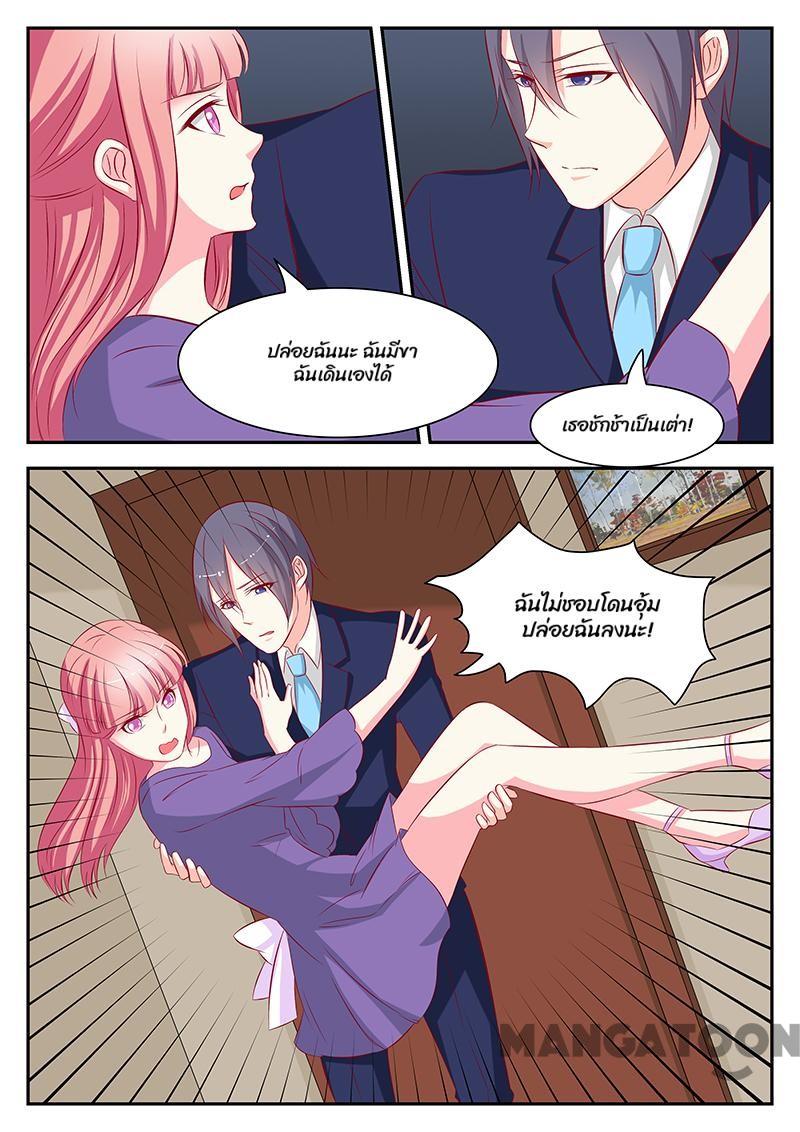 ปล่อยฉันนะ ฉันมีขา
ฉันเดินเองได้
เธอชักช้าเป็นเต่า!
ฉันไม่ชอบโดนอุ้ม
ปล่อยฉันลงนะ!
MANGATOON